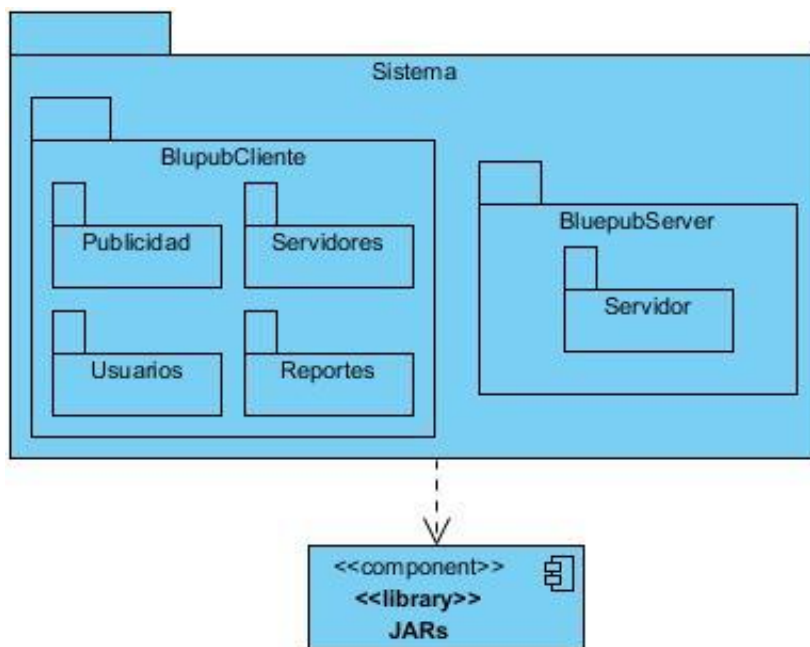 Sistema
BlupubCliente
Publicidad
Servidores
Usuarios
Reportes
BluepubServer
Servidor
<<component>>
<<library>>
JARs